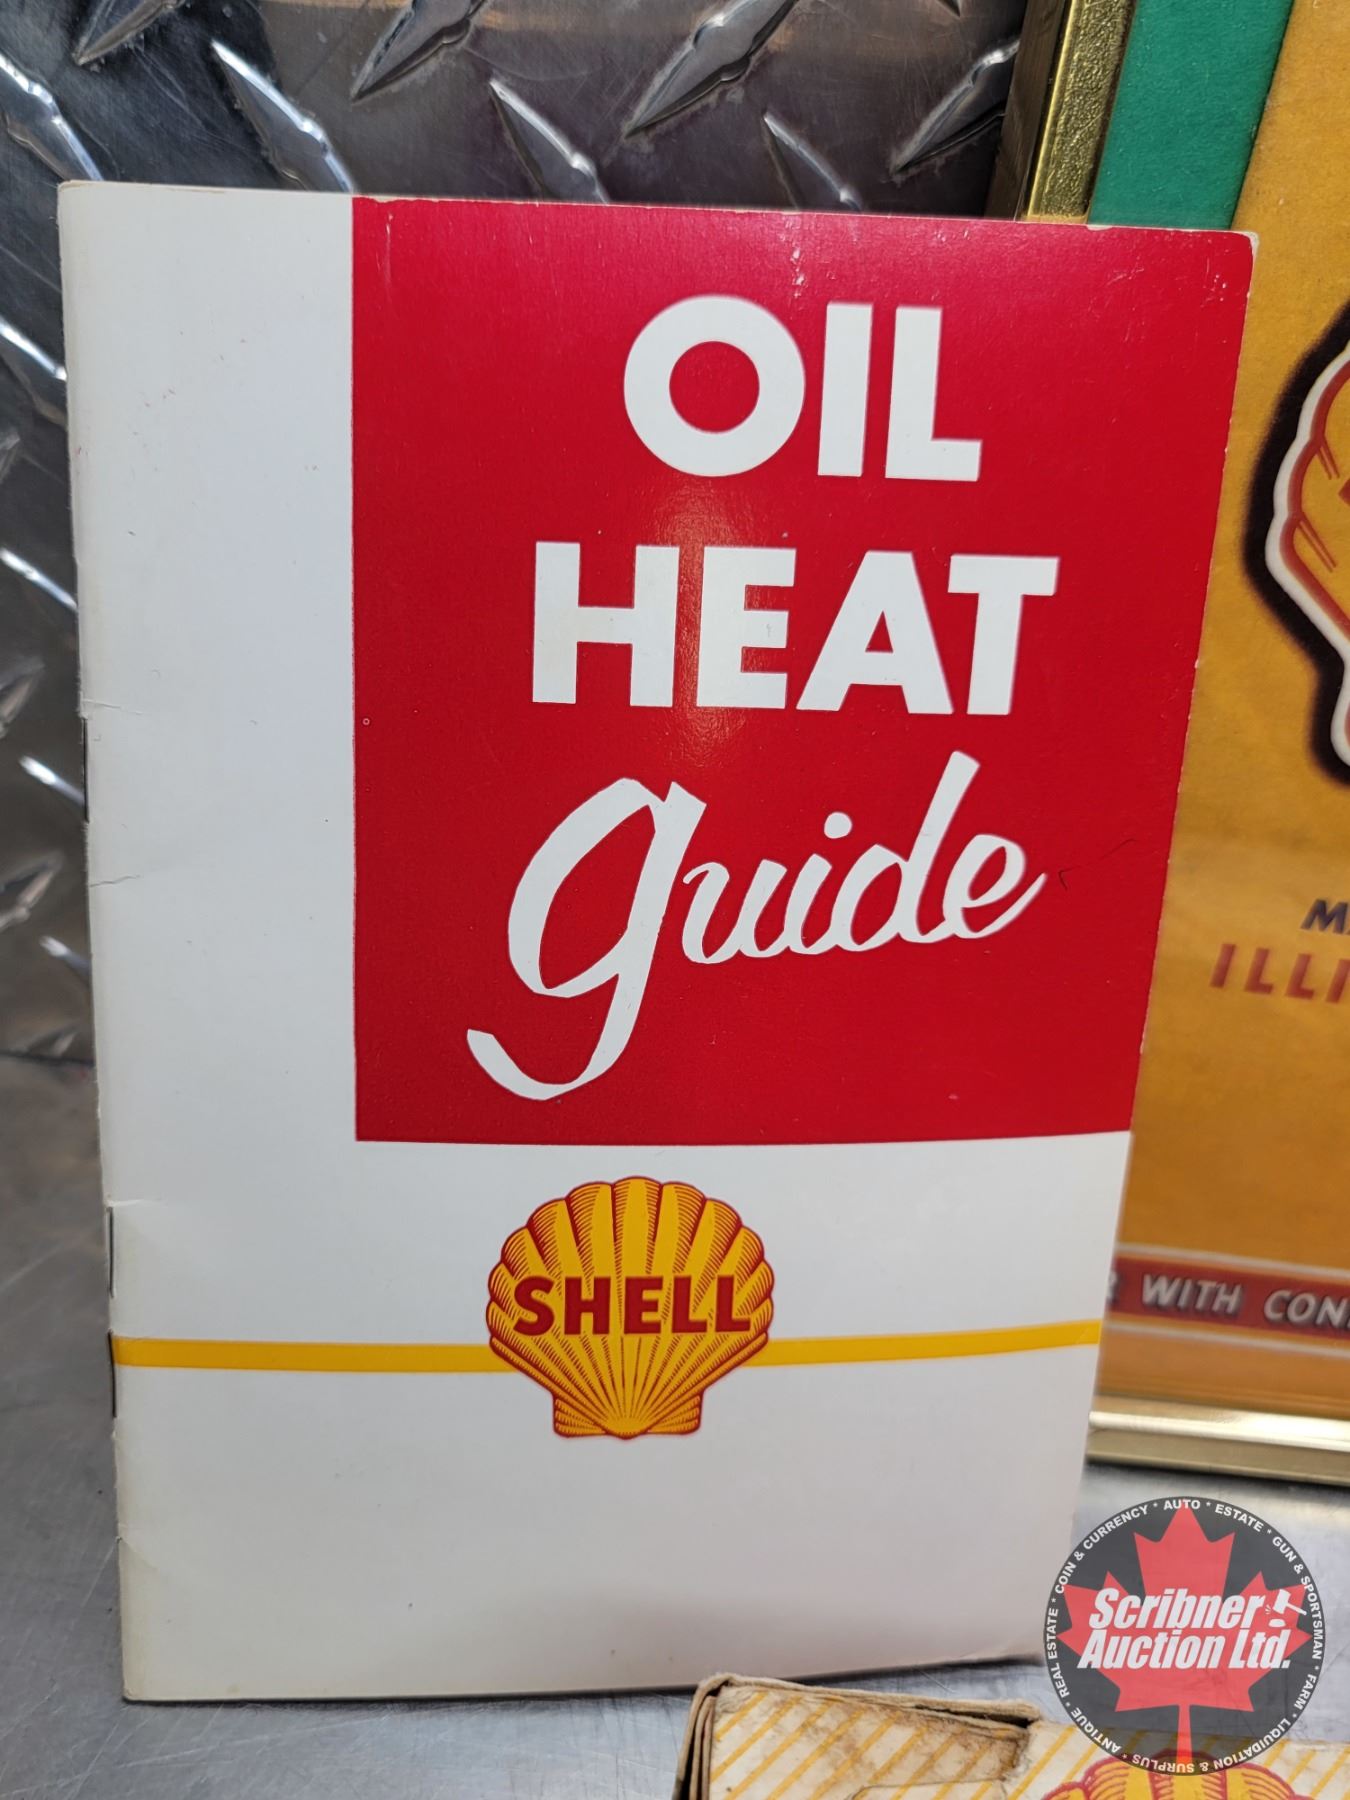 OIL
HEAT
guide
SHELL
ILLI
WITH CON
Scribner
Auction Ltd.
REAL ESTATE * COIN & CURRENCY * AUTO * ESTATE * GUN & SPORTSMAN * FARM * LIQUIDATION & SURPLUS * ANTIQUE *